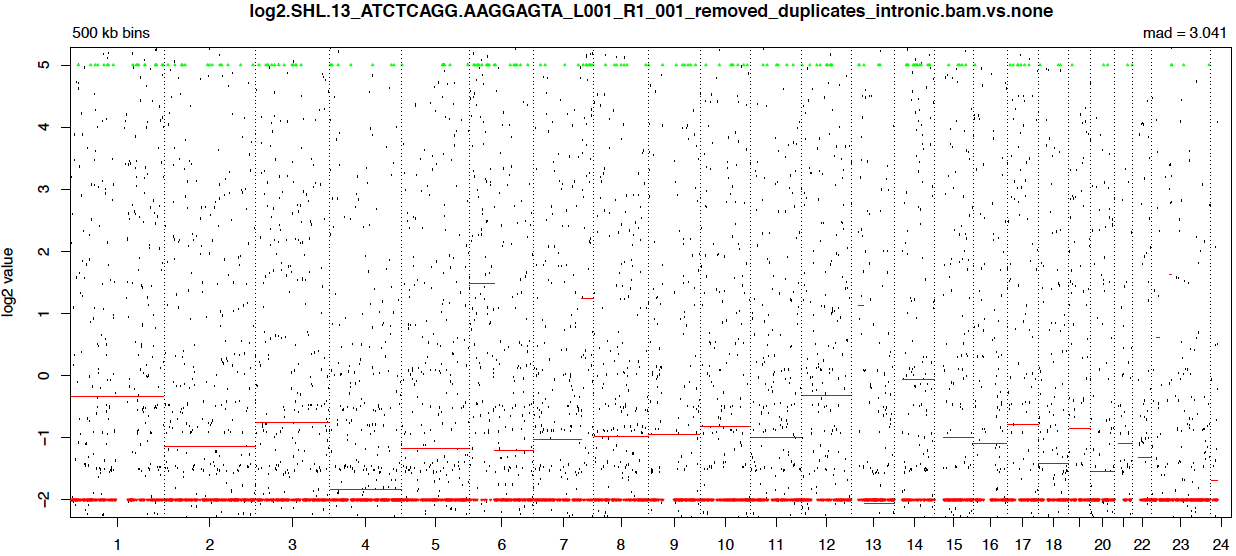 log2.SHL.13_ATCTCAGG.AAGGAGTA_L001_R1_001_removed_duplicates_intronic.bam.vs.none
500 kb bins
mad = 3.041
log2 value
5
4
3
2
1
0
−1
−2
1 2 3 4 5 6 7 8 9 10 11 12 13 14 15 16 17 18 19 20 22 23 24